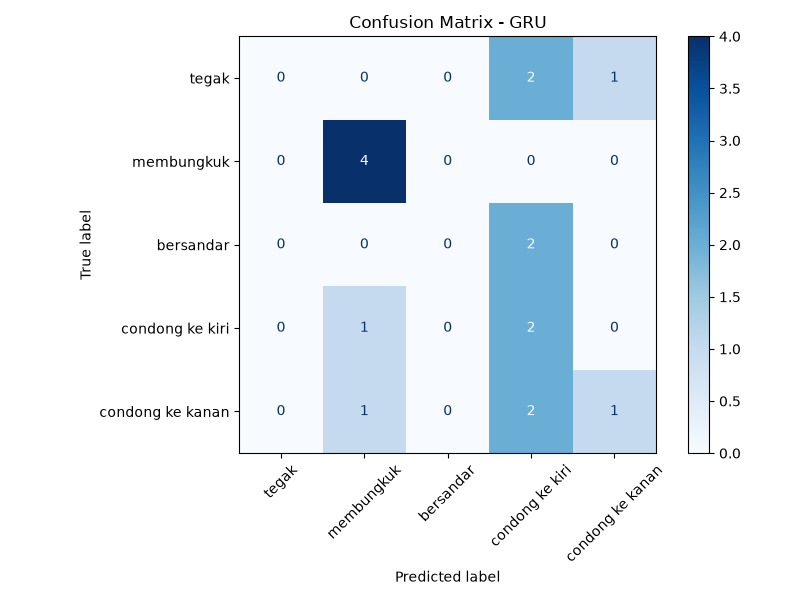 Confusion Matrix - GRU
True label
tegak 0 0 0 2 1
membungkuk 0 4 0 0 0
bersandar 0 0 0 2 0
condong ke kiri 0 1 0 2 0
condong ke kanan 0 1 0 2 1
tegak membungkuk bersandar condong ke kiri condong ke kanan
Predicted label
4.0
3.5
3.0
2.5
2.0
1.5
1.0
0.5
0.0